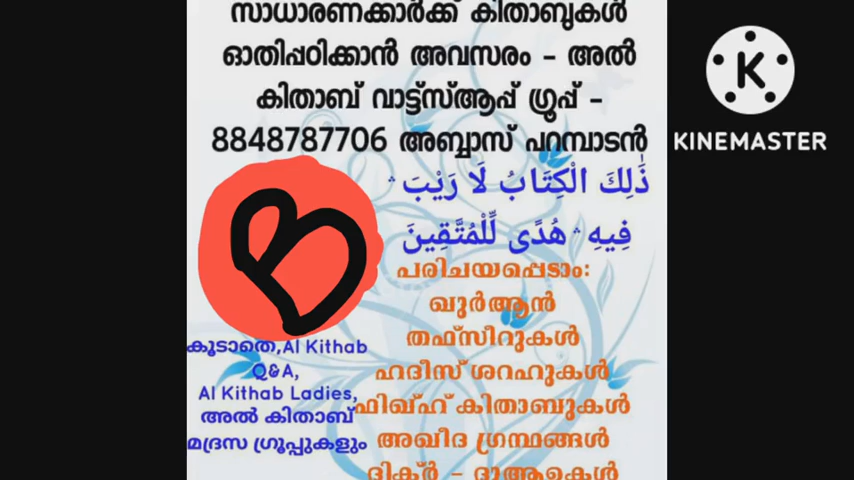 സാധാരണക്കാർക്ക് കിതാബുകൾ
ഓതിപ്പഠിക്കാൻ അവസരം – അൽ
കിതാബ് വാട്ട്സ്ആപ്പ് ഗ്രൂപ്പ് –
8848787706 അബ്ബാസ് പറമ്പാടൻ
KINEMASTER
ذَٰلِكَ الْكِتَابُ لَا رَيْبَ ۛ
فِيهِ ۛ هُدًى لِّلْمُتَّقِينَ
B
പരിചയപ്പെടാം:
ഖുർആൻ
തഫ്സീറുകൾ
ഹദീസ് ശറഹുകൾ
ഫിഖ്ഹ് കിതാബുകൾ
അഖീദ ഗ്രന്ഥങ്ങൾ
ദിക്ർ – ദുആളകൾ
കൂടാതെ,Al Kithab
Q&A,
Al Kithab Ladies,
അൽ കിതാബ്
മദ്രസ ഗ്രൂപ്പുകളും